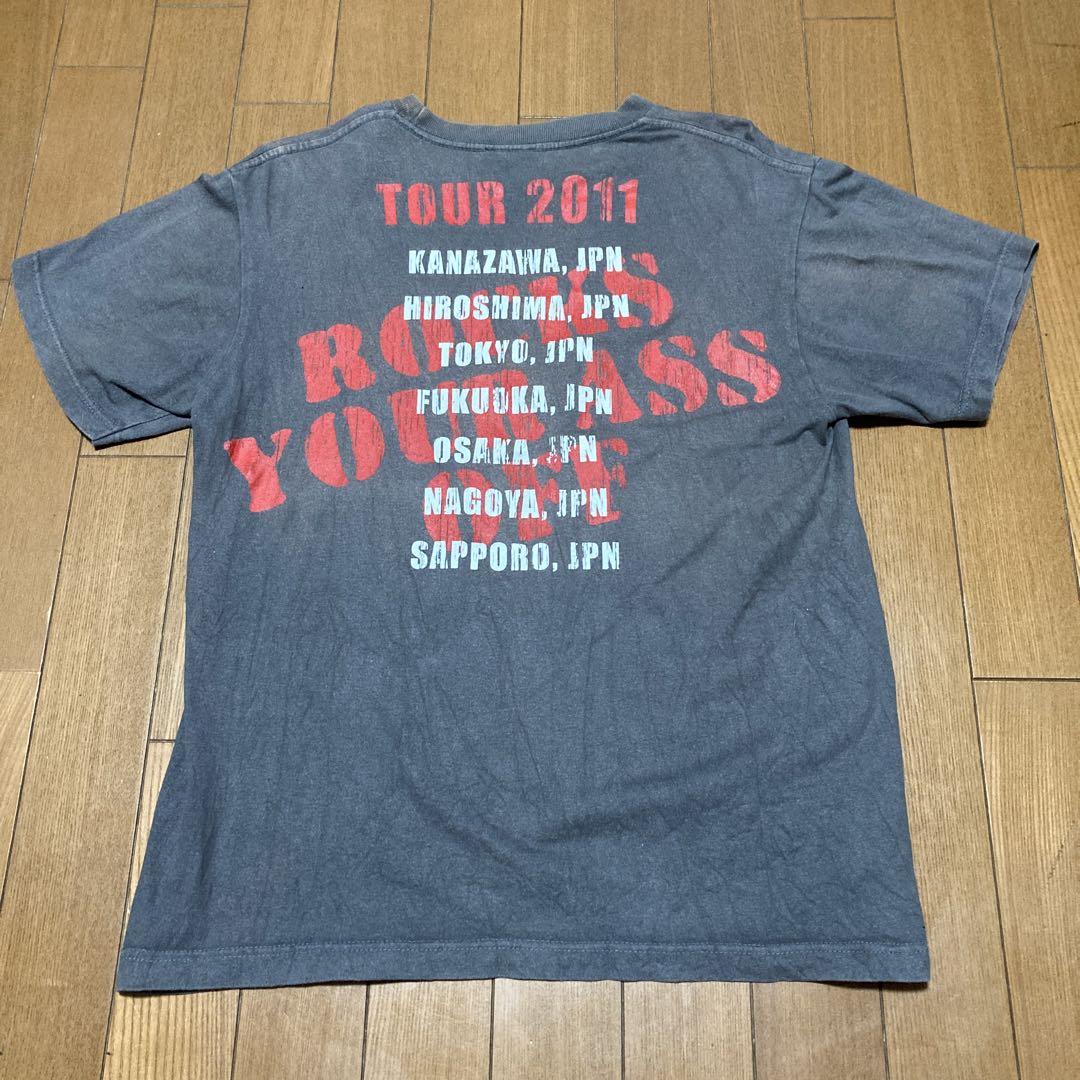 TOUR 2011
KANAZAWA, JPN
HIROSHIMA, JPN
TOKYO, JPN
FUKUOKA, JPN
OSAKA, JPN
NAGOYA, JPN
SAPPORO, JPN
ROCKS
YOUR ASS
OFF